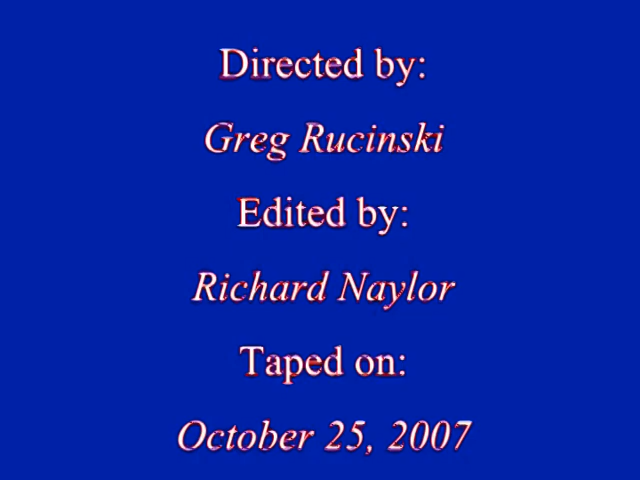 Directed by:
Greg Rucinski
Edited by:
Richard Naylor
Taped on:
October 25, 2007